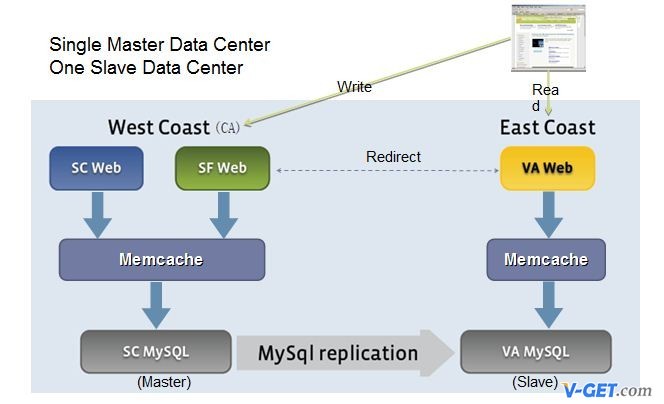 Single Master Data Center
One Slave Data Center
Write
Rea
d
West Coast (CA)
East Coast
SC Web
SF Web
Redirect
VA Web
Memcache
Memcache
SC MySQL
MySql replication
VA MySQL
(Master)
(Slave)
V-GET.com